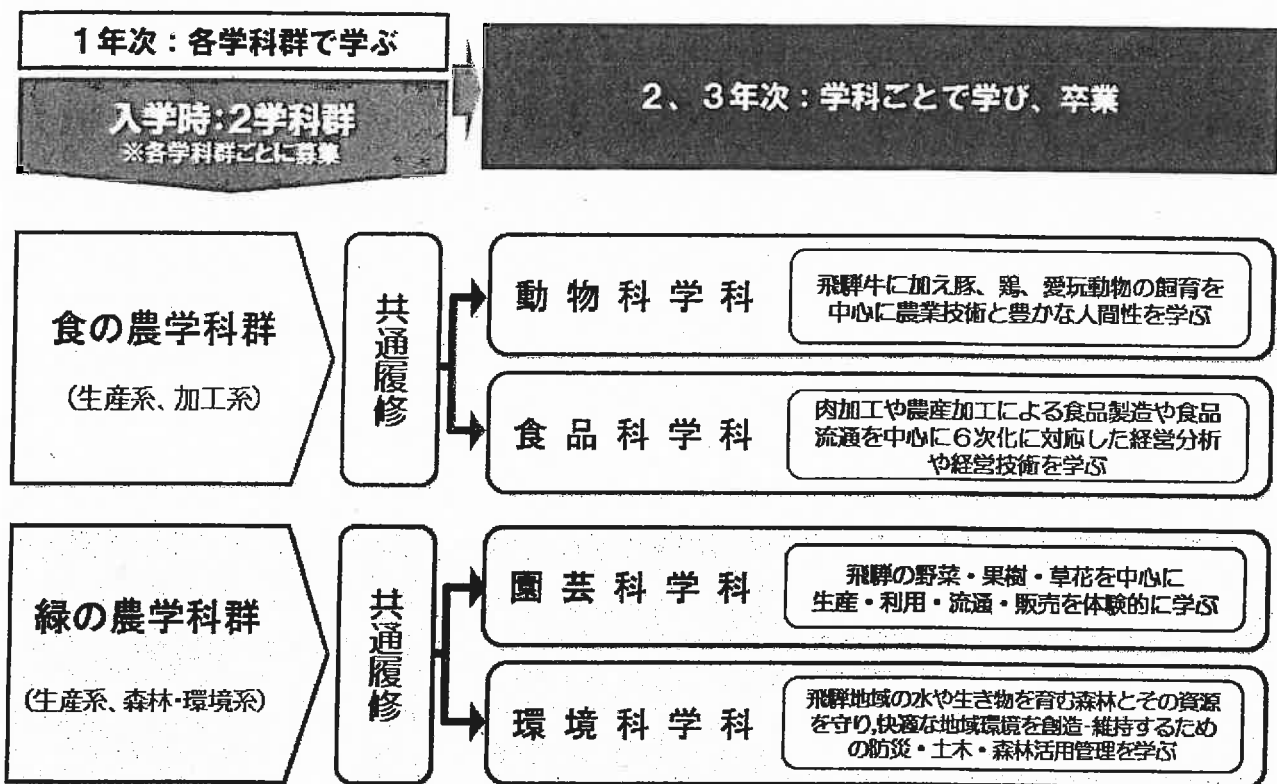 1年次：各学科群で学ぶ
入学時：2学科群
※各学科群ごとに募集
2、3年次：学科ごとで学び、卒業
食の農学科群
（生産系、加工系）
共通履修
動物科学科
飛騨牛に加え豚、鶏、愛玩動物の飼育を
中心に農業技術と豊かな人間性を学ぶ
食品科学科
肉加工や農産加工による食品製造や食品
流通を中心に6次化に対応した経営分析
や経営技術を学ぶ
緑の農学科群
（生産系、森林・環境系）
共通履修
園芸科学科
飛騨の野菜・果樹・草花を中心に
生産・利用・流通・販売を体験的に学ぶ
環境科学科
飛騨地域の水や生き物を育む森林とその資源
を守り,快適な地域環境を創造・維持するため
の防災・土木・森林活用管理を学ぶ